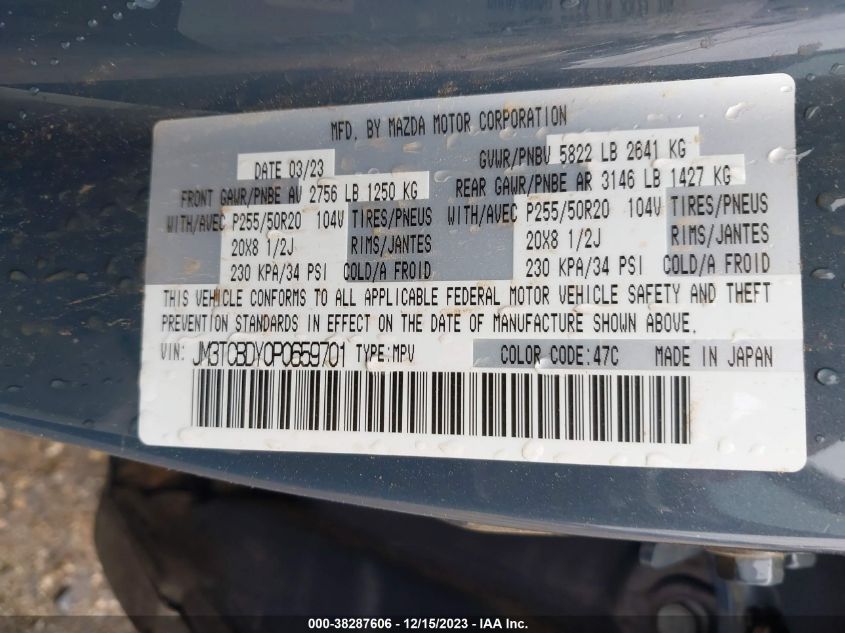 MFD. BY MAZDA MOTOR CORPORATION
DATE 03/23
GVWR/PNBV 5822 LB 2641 KG
FRONT GAWR/PNBE AV 2756 LB 1250 KG
REAR GAWR/PNBE AR 3146 LB 1427 KG
WITH/AVEC P255/50R20 104V TIRES/PNEUS
WITH/AVEC P255/50R20 104V TIRES/PNEUS
20X8 1/2J RIMS/JANTES
20X8 1/2J RIMS/JANTES
230 KPA/34 PSI COLD/A FROID
230 KPA/34 PSI COLD/A FROID
THIS VEHICLE CONFORMS TO ALL APPLICABLE FEDERAL MOTOR VEHICLE SAFETY AND THEFT
PREVENTION STANDARDS IN EFFECT ON THE DATE OF MANUFACTURE SHOWN ABOVE.
VIN: JM3TCBDY0P0659701 TYPE:MPV COLOR CODE:47C MADE IN JAPAN
000-38287606 - 12/15/2023 - IAA Inc.